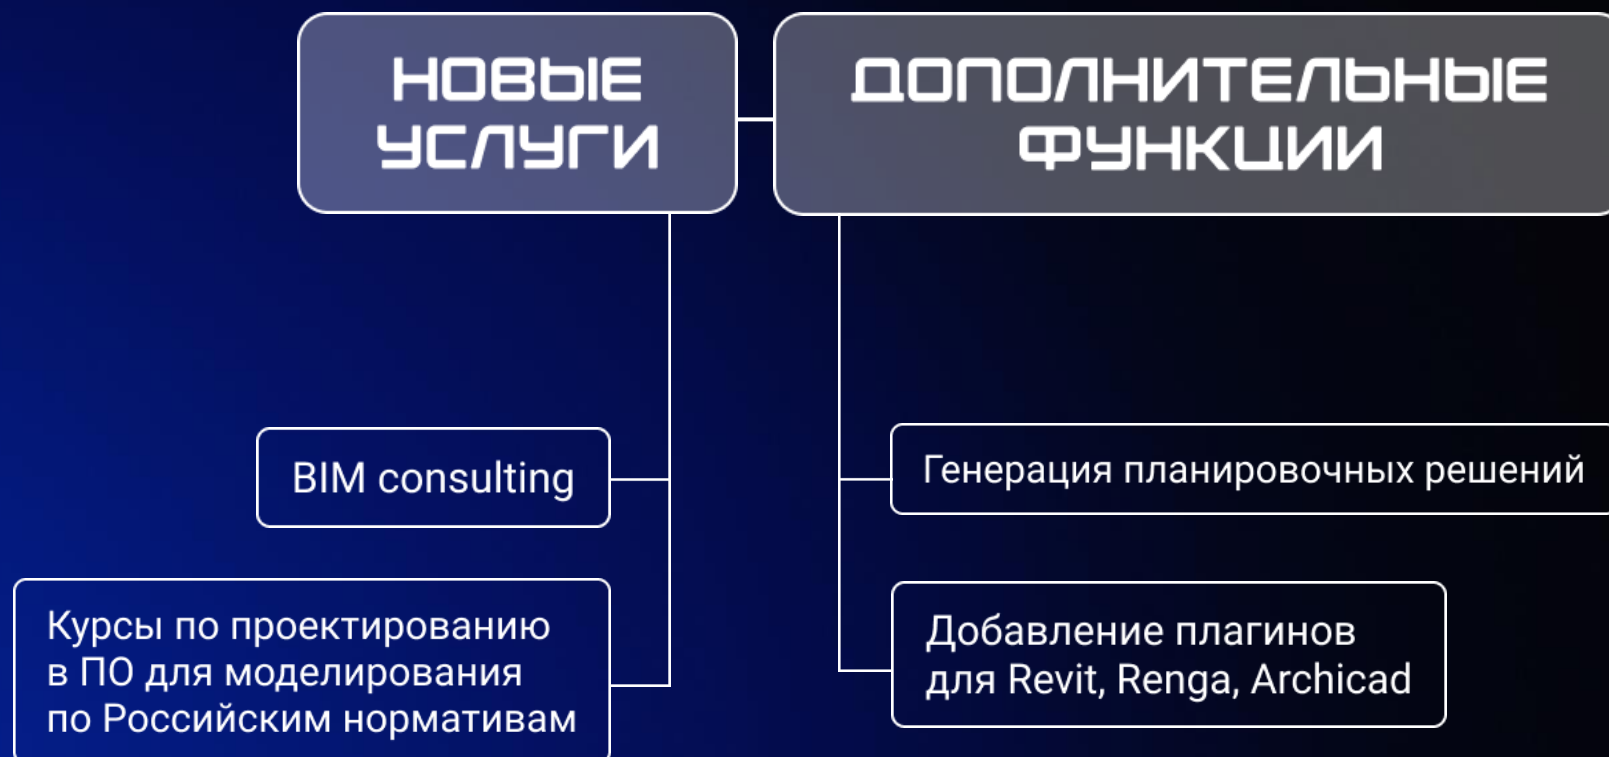 НОВЫЕ
УСЛУГИ
ДОПОЛНИТЕЛЬНЫЕ
ФУНКЦИИ
BIM consulting
Курсы по проектированию
в ПО для моделирования
по Российским нормативам
Генерация планировочных решений
Добавление плагинов
для Revit, Renga, Archicad